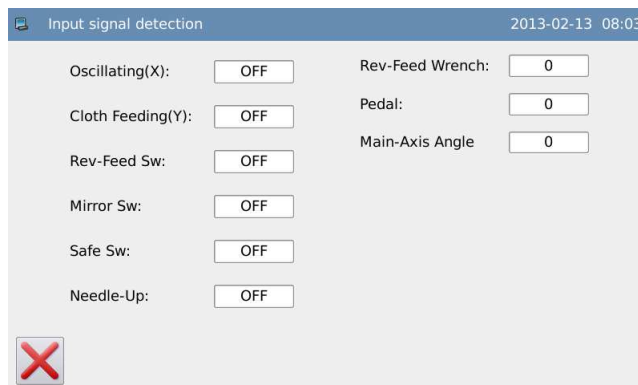 Input signal detection 2013-02-13 08:03
Oscillating(X): OFF
Cloth Feeding(Y): OFF
Rev-Feed Sw: OFF
Mirror Sw: OFF
Safe Sw: OFF
Needle-Up: OFF
Rev-Feed Wrench: 0
Pedal: 0
Main-Axis Angle 0